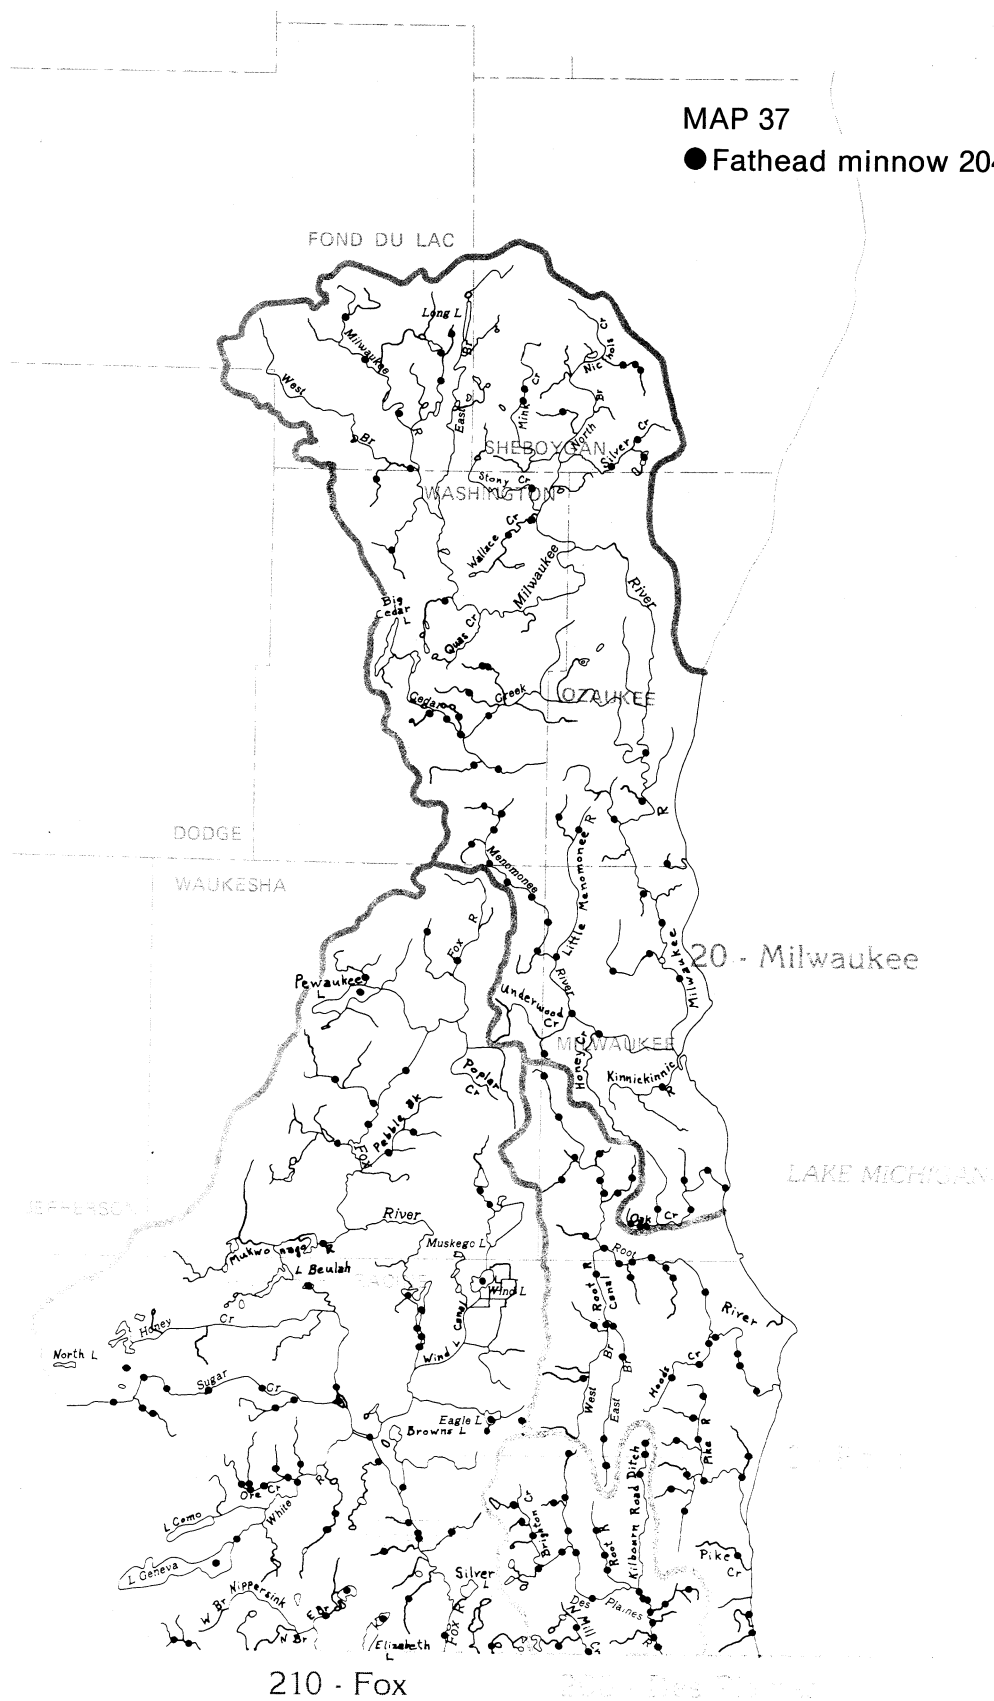 MAP 37
● Fathead minnow 204
FOND DU LAC
Long L
Milwaukee
R
West
Br
East
Br
Mink
Cr
Nichols Cr
North
Br
Silver
Cr
SHEBOYGAN
Stony Cr
WASHINGTON
Wallace
Cr
Milwaukee
River
Big
Cedar
L
Quas Cr
Cedar
Creek
OZAUKEE
R
DODGE
Menomonee
Little Menomonee R
WAUKESHA
Fox
R
River
Milwaukee
20 - Milwaukee
Pewaukee
L
Underwood
Cr
MILWAUKEE
Honey Cr
Kinnickinnic
R
Poplar
Cr
Pebble Bk
Fox
LAKE MICHIGAN
JEFFERSON
Oak Cr
River
Mukwonago
R
Muskego L
L Beulah
Wind L
Root
Root R
Canal
River
Honey
Cr
Wind L Canal
North L
Sugar
Cr
West
Br
East
Br
Hoods
Cr
Eagle L
Browns L
Pike R
Ore Cr
White
R
L Como
L Geneva
Brighton
Cr
Root R
Kilbourn Road Ditch
Pike
Cr
Silver
L
Nippersink
W Br
E Br
N Br
Des Plaines
R
N Mill
Cr
Elizabeth
L
Fox R
210 - Fox